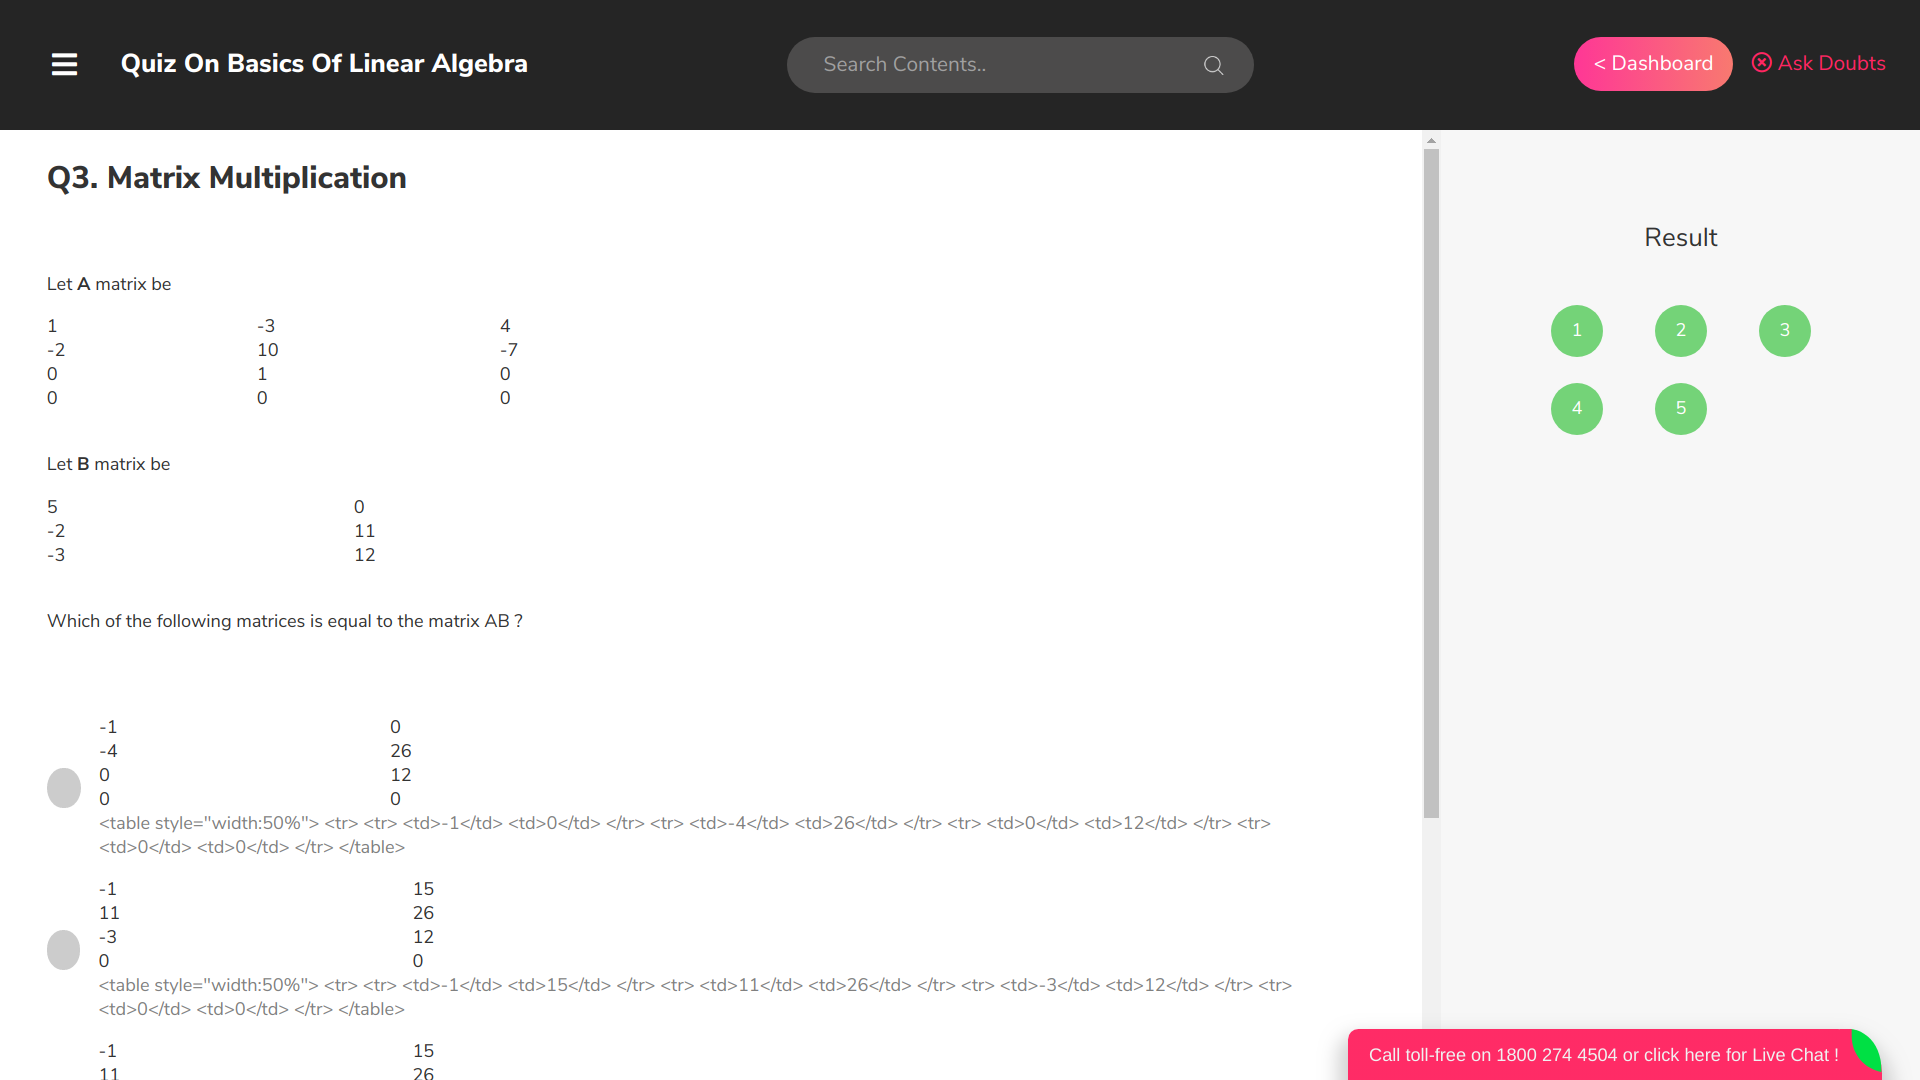 Quiz On Basics Of Linear Algebra
Search Contents..
< Dashboard
Ask Doubts
Q3. Matrix Multiplication
Let A matrix be
1 -3 4
-2 10 -7
0 1 0
0 0 0
Let B matrix be
5 0
-2 11
-3 12
Which of the following matrices is equal to the matrix AB ?
-1 0
-4 26
0 12
0 0
<table style="width:50%"> <tr> <tr> <td>-1</td> <td>0</td> </tr> <tr> <td>-4</td> <td>26</td> </tr> <tr> <td>0</td> <td>12</td> </tr> <tr>
<td>0</td> <td>0</td> </tr> </table>
-1 15
11 26
-3 12
0 0
<table style="width:50%"> <tr> <tr> <td>-1</td> <td>15</td> </tr> <tr> <td>11</td> <td>26</td> </tr> <tr> <td>-3</td> <td>12</td> </tr> <tr>
<td>0</td> <td>0</td> </tr> </table>
-1 15
11 26
Result
1 2 3
4 5
Call toll-free on 1800 274 4504 or click here for Live Chat !